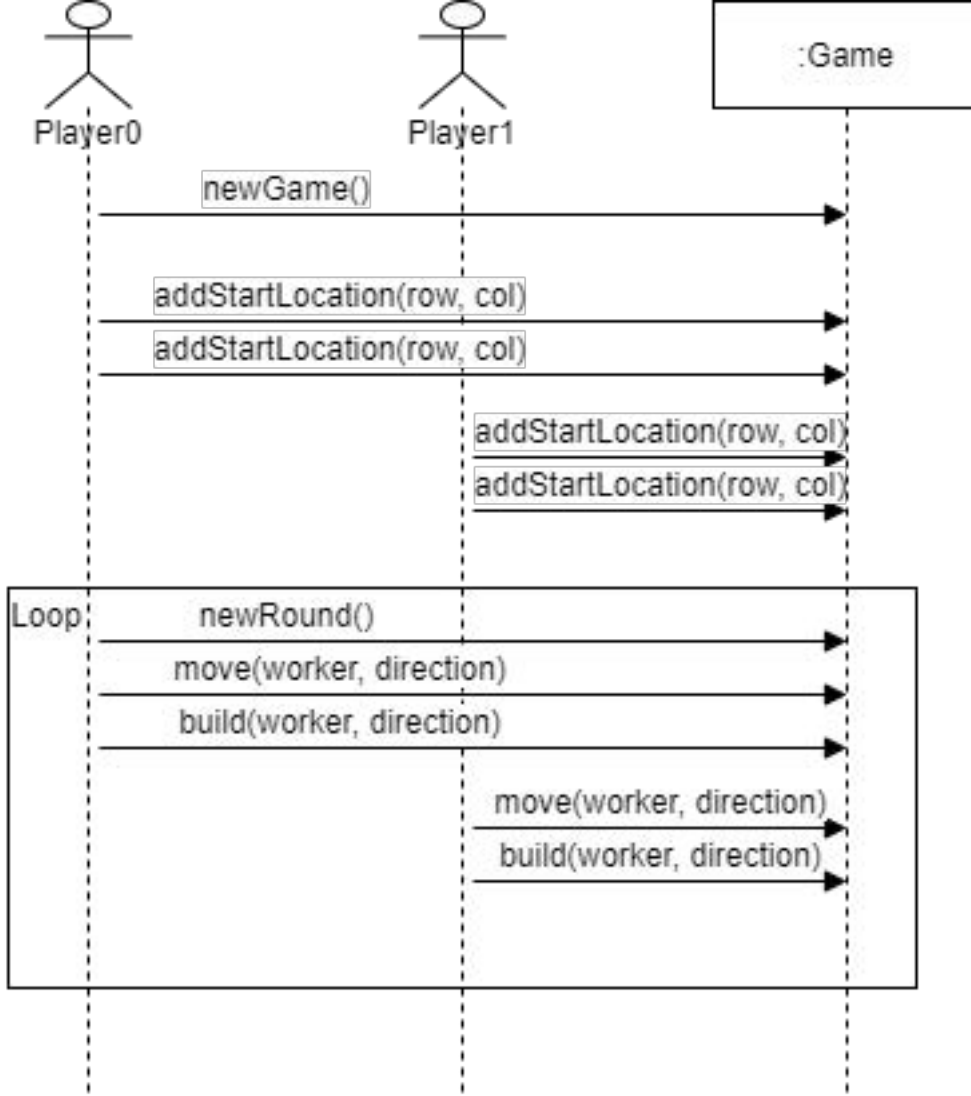 Player0
Player1
:Game
newGame()
addStartLocation(row, col)
addStartLocation(row, col)
addStartLocation(row, col)
addStartLocation(row, col)
Loop
newRound()
move(worker, direction)
build(worker, direction)
move(worker, direction)
build(worker, direction)